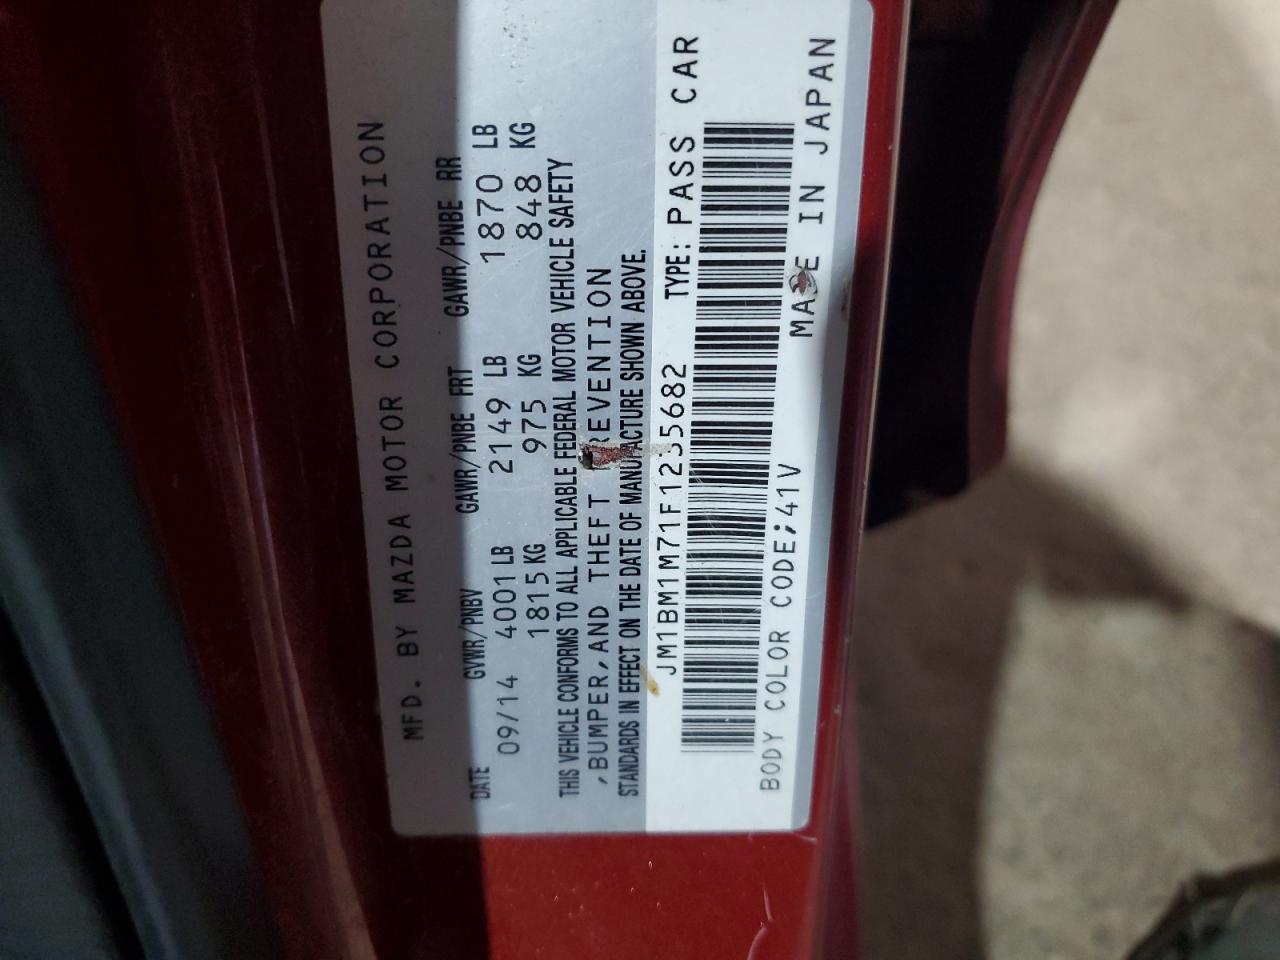 MFD. BY MAZDA MOTOR CORPORATION
DATE GVWR/PNBV GAWR/PNBE FRT GAWR/PNBE RR
09/14 4001 LB 2149 LB 1870 LB
1815 KG 975 KG 848 KG
THIS VEHICLE CONFORMS TO ALL APPLICABLE FEDERAL MOTOR VEHICLE SAFETY
,BUMPER,AND THEFT PREVENTION
STANDARDS IN EFFECT ON THE DATE OF MANUFACTURE SHOWN ABOVE.
JM1BM1M71F1235682 TYPE: PASS CAR
BODY COLOR CODE;41V MADE IN JAPAN